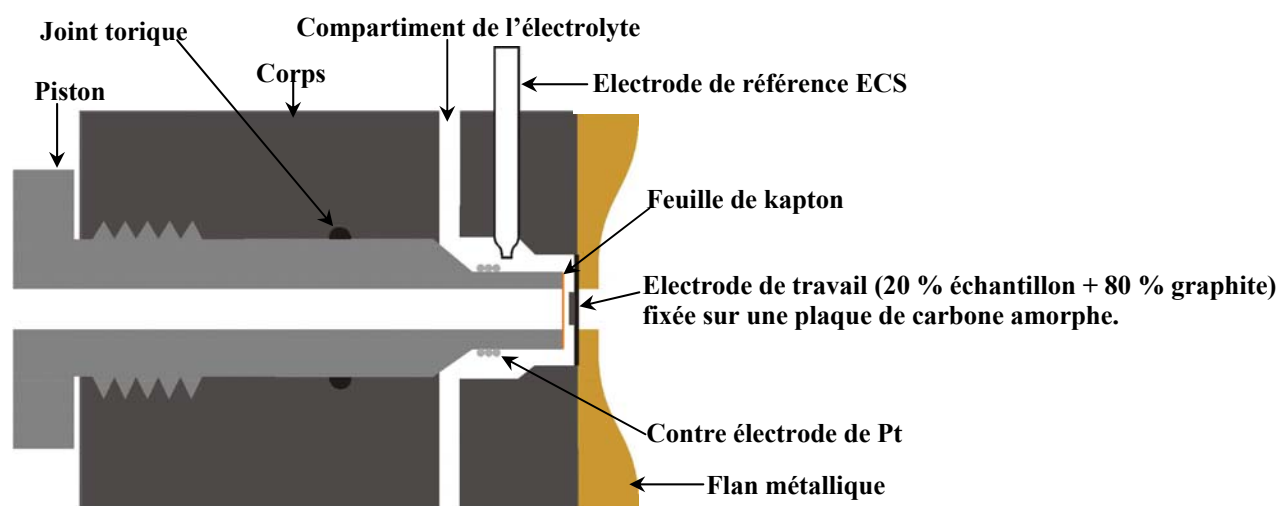 Joint torique
Compartiment de l'électrolyte
Corps
Piston
Electrode de référence ECS
Feuille de kapton
Electrode de travail (20 % échantillon + 80 % graphite)
fixée sur une plaque de carbone amorphe.
Contre électrode de Pt
Flan métallique